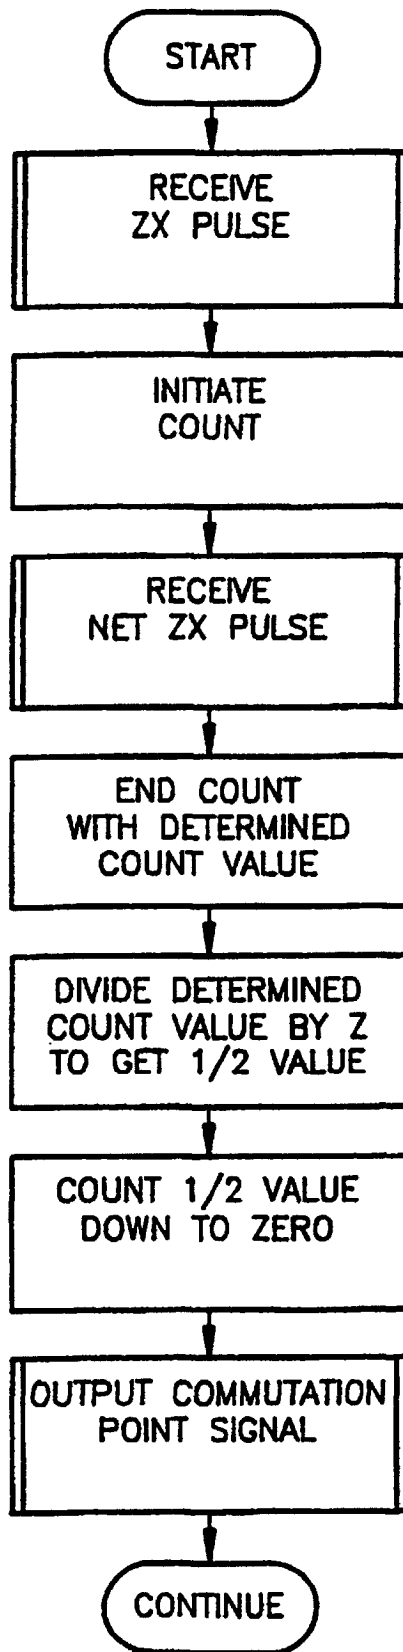 START
RECEIVE
ZX PULSE
INITIATE
COUNT
RECEIVE
NET ZX PULSE
END COUNT
WITH DETERMINED
COUNT VALUE
DIVIDE DETERMINED
COUNT VALUE BY Z
TO GET 1/2 VALUE
COUNT 1/2 VALUE
DOWN TO ZERO
OUTPUT COMMUTATION
POINT SIGNAL
CONTINUE